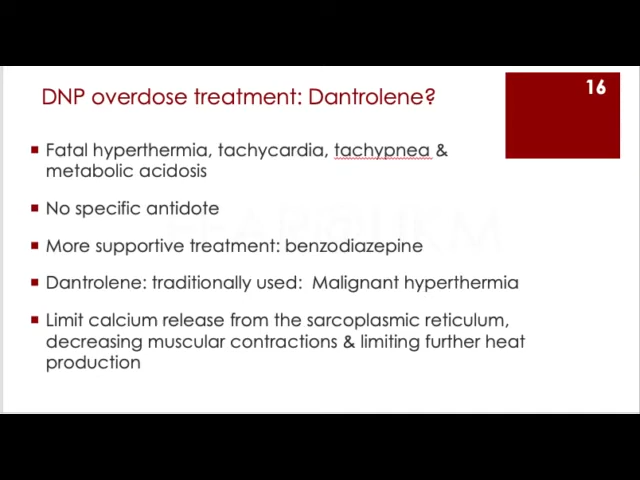 16
DNP overdose treatment: Dantrolene?
Fatal hyperthermia, tachycardia, tachypnea &
metabolic acidosis
No specific antidote
More supportive treatment: benzodiazepine
Dantrolene: traditionally used: Malignant hyperthermia
Limit calcium release from the sarcoplasmic reticulum,
decreasing muscular contractions & limiting further heat
production